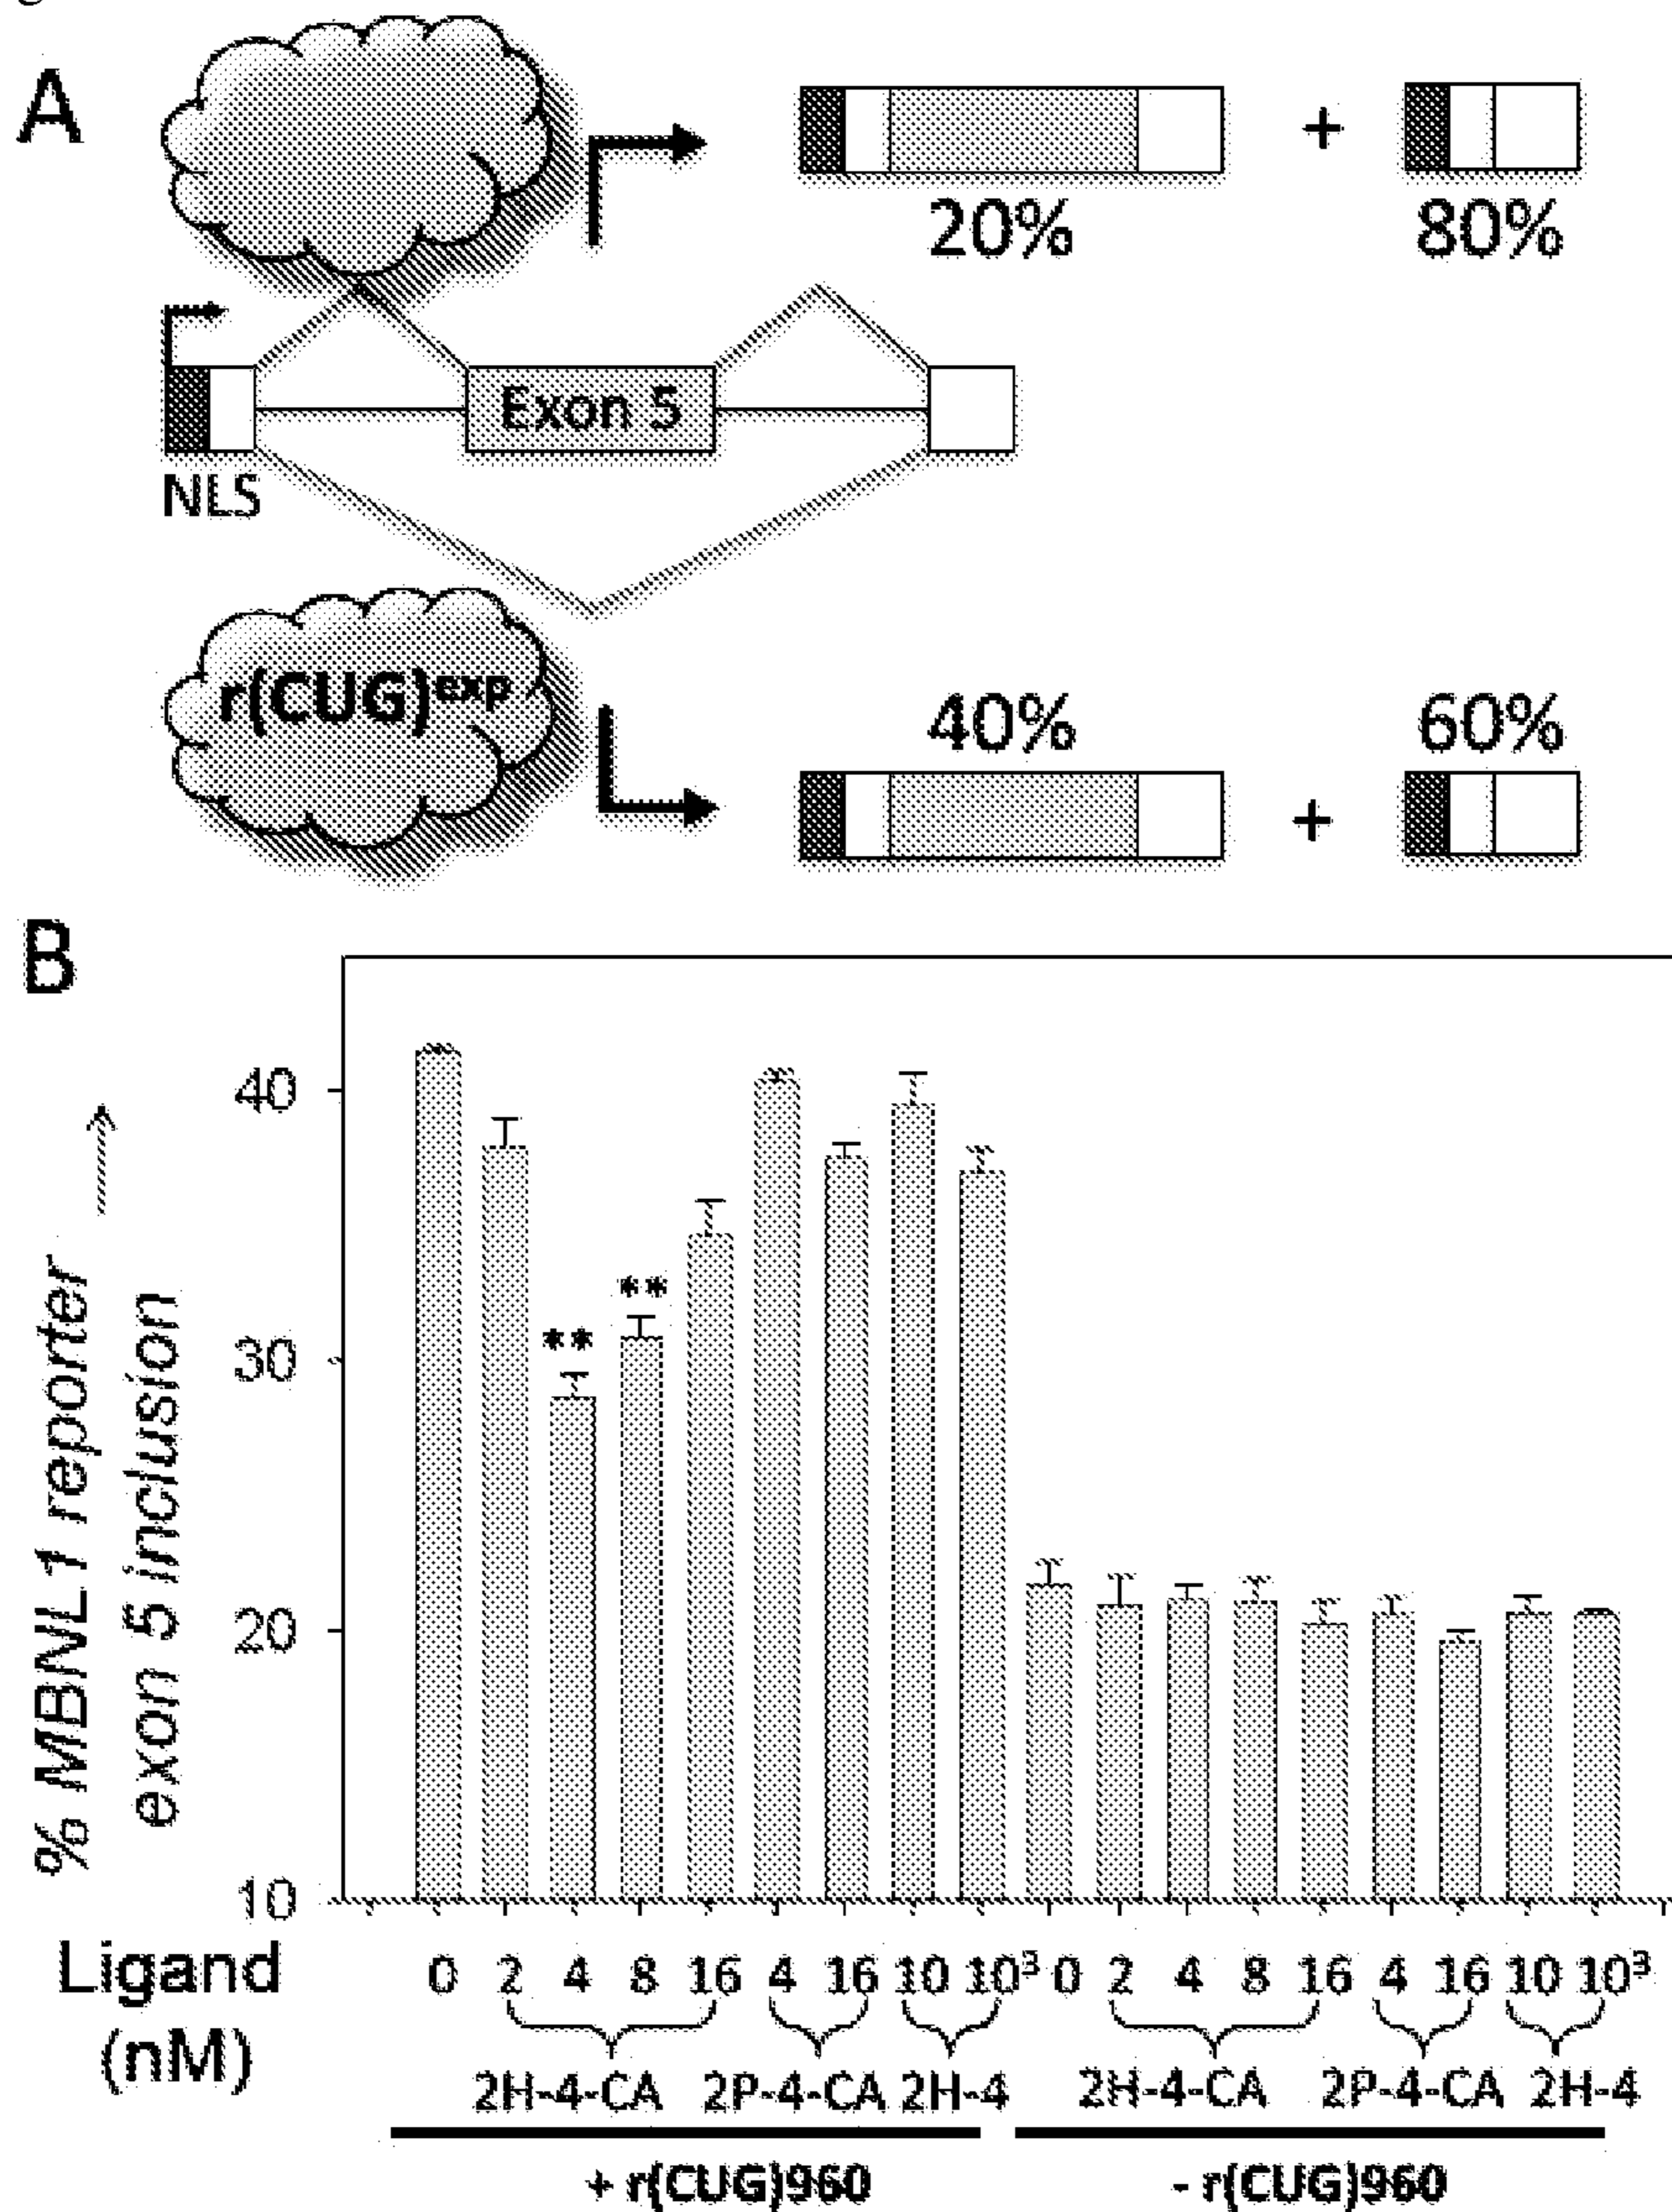 A
+
20% 80%
Exon 5
NLS
r(CUG)exp
40% 60%
+
B
% MBNL1 reporter →
exon 5 inclusion
40
30
20
10
**
**
Ligand
(nM)
0 2 4 8 16 4 16 10 10³ 0 2 4 8 16 4 16 10 10³
2H-4-CA 2P-4-CA 2H-4 2H-4-CA 2P-4-CA 2H-4
+ r(CUG)960 - r(CUG)960